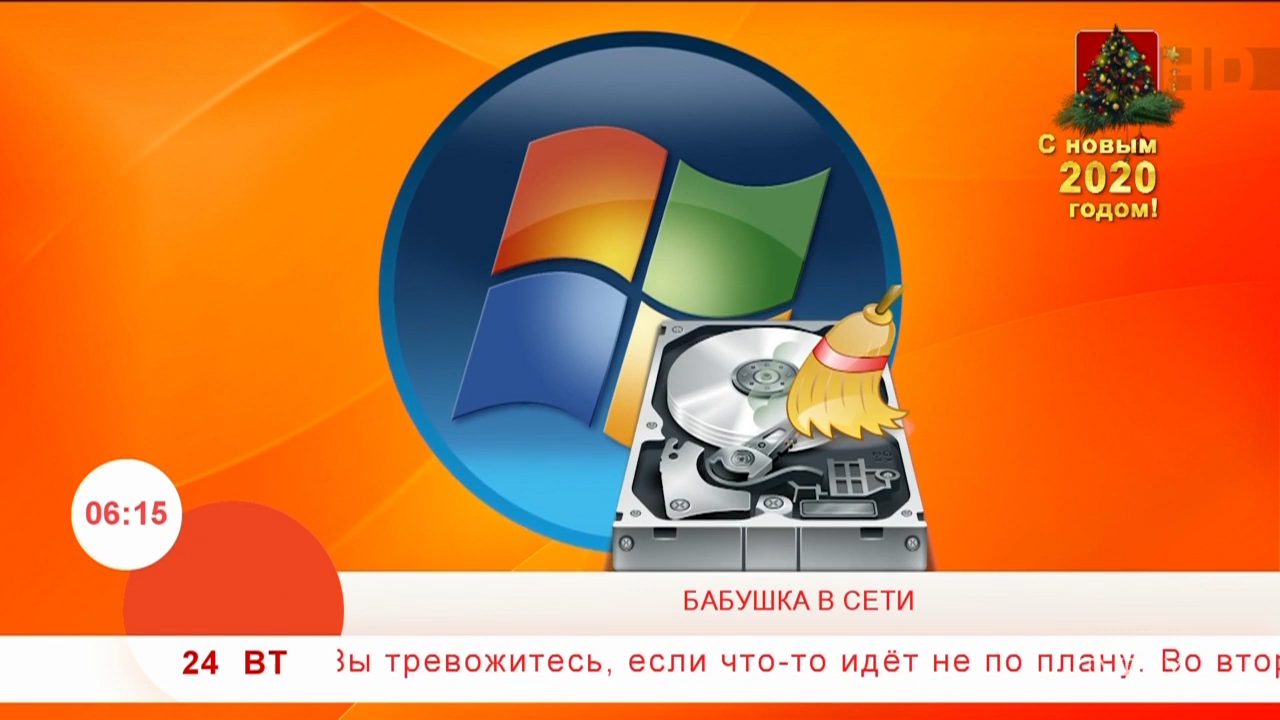 HD
С новым
2020
годом!
06:15
БАБУШКА В СЕТИ
24 ВТ
Вы тревожитесь, если что-то идёт не по плану. Во втор